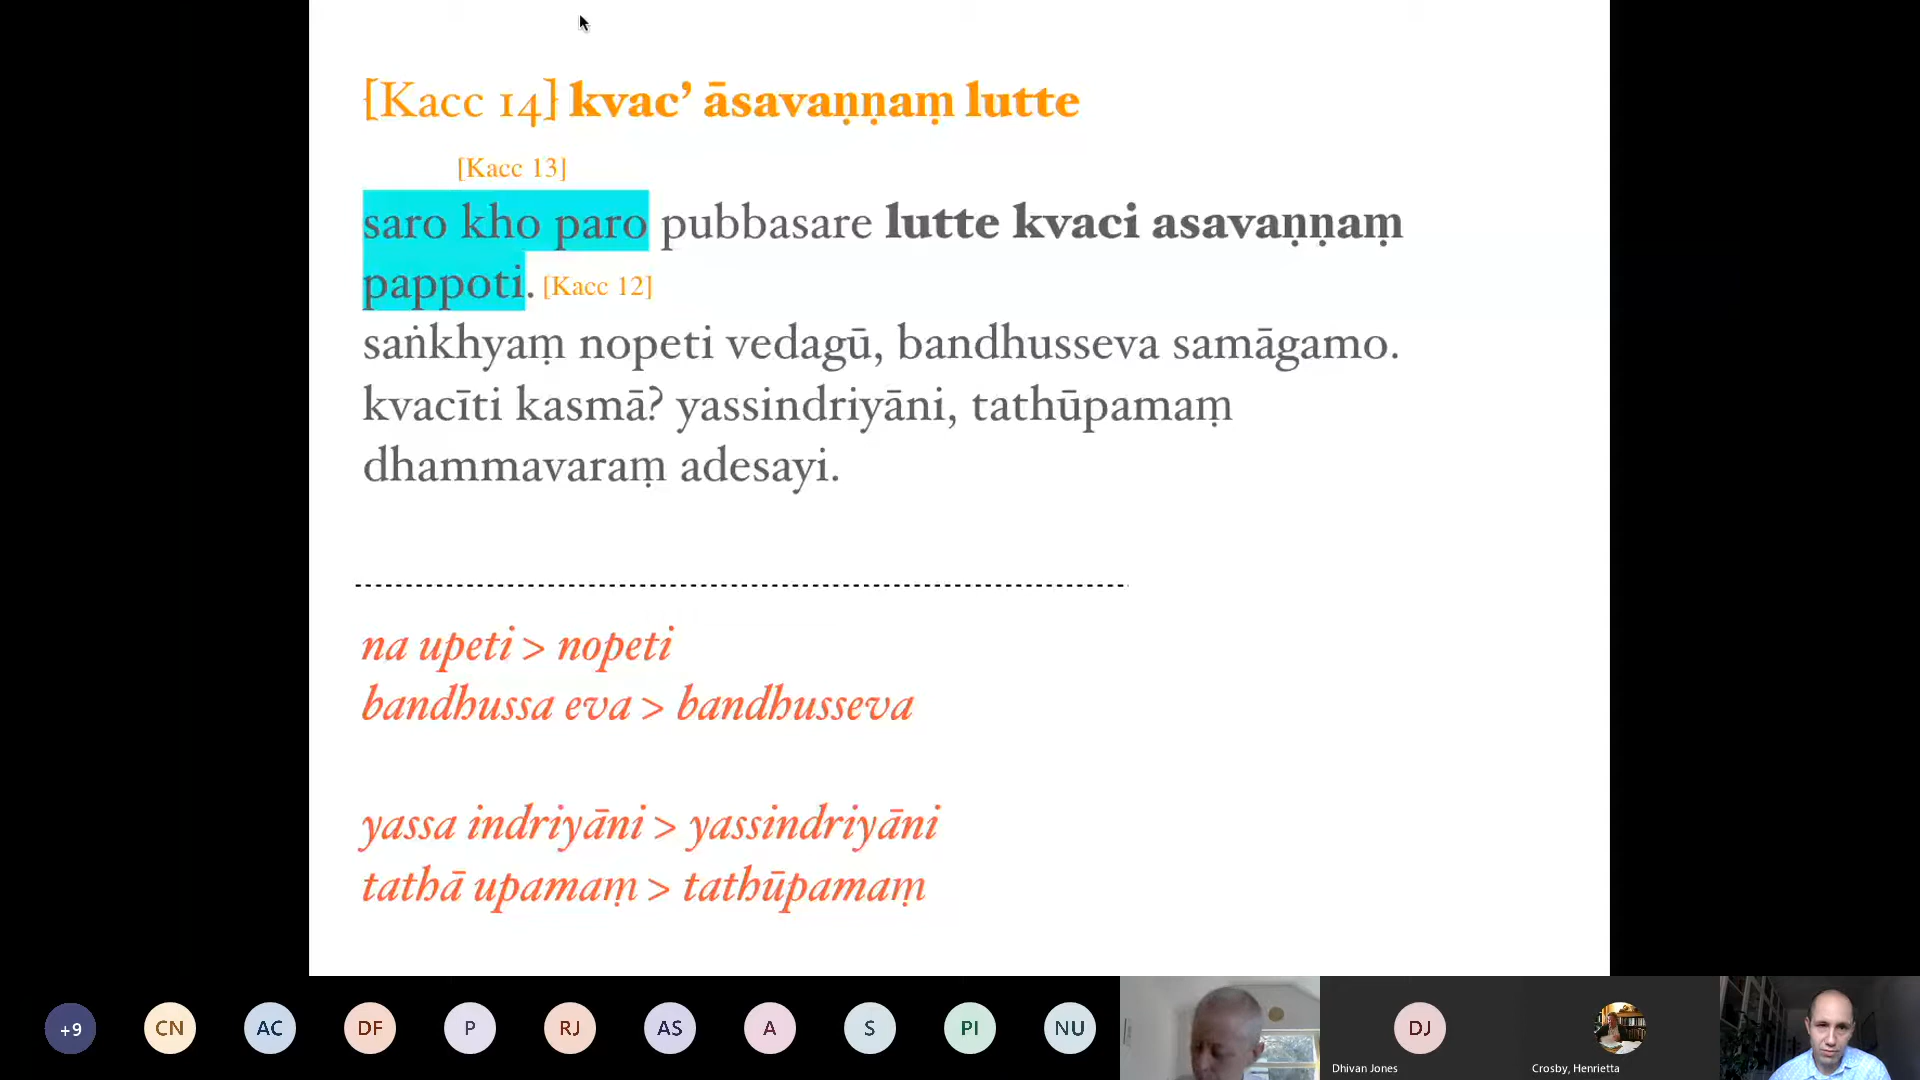 [Kacc 14] kvac’ āsavaṇṇaṃ lutte
[Kacc 13]
saro kho paro pubbasare lutte kvaci asavaṇṇaṃ
pappoti. [Kacc 12]
saṅkhyaṃ nopeti vedagū, bandhusseva samāgamo.
kvacīti kasmā? yassindriyāni, tathūpamaṃ
dhammavaraṃ adesayi.
na upeti > nopeti
bandhussa eva > bandhusseva
yassa indriyāni > yassindriyāni
tathā upamaṃ > tathūpamaṃ
+9 CN AC DF P RJ AS A S PI NU DJ
Dhivan Jones Crosby, Henrietta